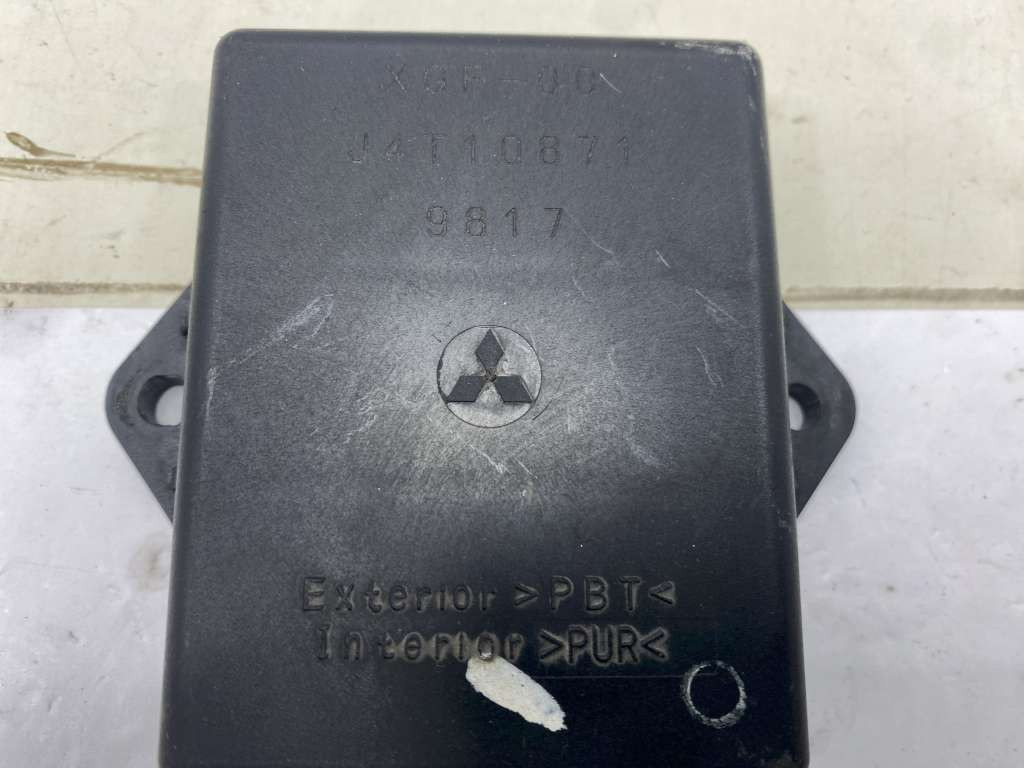 J4T10871
9817
Exterior >PBT<
Interior >PUR<